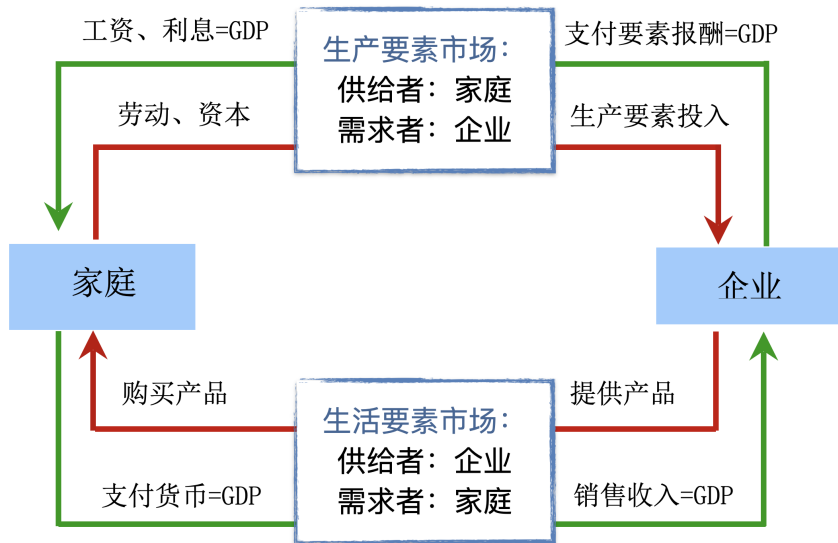 工资、利息=GDP
生产要素市场：
供给者：家庭
需求者：企业
支付要素报酬=GDP
劳动、资本
生产要素投入
家庭
企业
购买产品
生活要素市场：
供给者：企业
需求者：家庭
提供产品
支付货币=GDP
销售收入=GDP